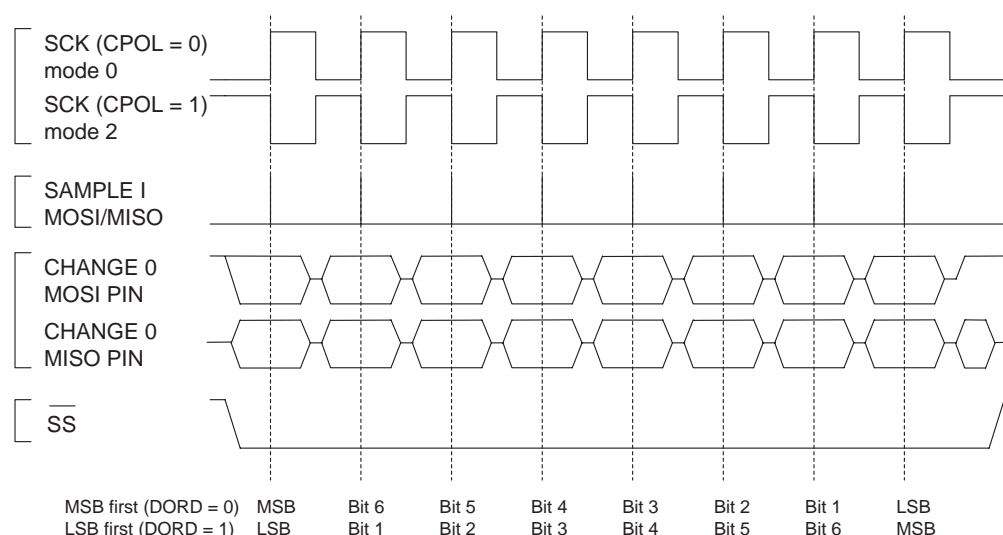 SCK (CPOL = 0)
mode 0
SCK (CPOL = 1)
mode 2
SAMPLE I
MOSI/MISO
CHANGE 0
MOSI PIN
CHANGE 0
MISO PIN
SS
MSB first (DORD = 0) MSB Bit 6 Bit 5 Bit 4 Bit 3 Bit 2 Bit 1 LSB
LSB first (DORD = 1) LSB Bit 1 Bit 2 Bit 3 Bit 4 Bit 5 Bit 6 MSB